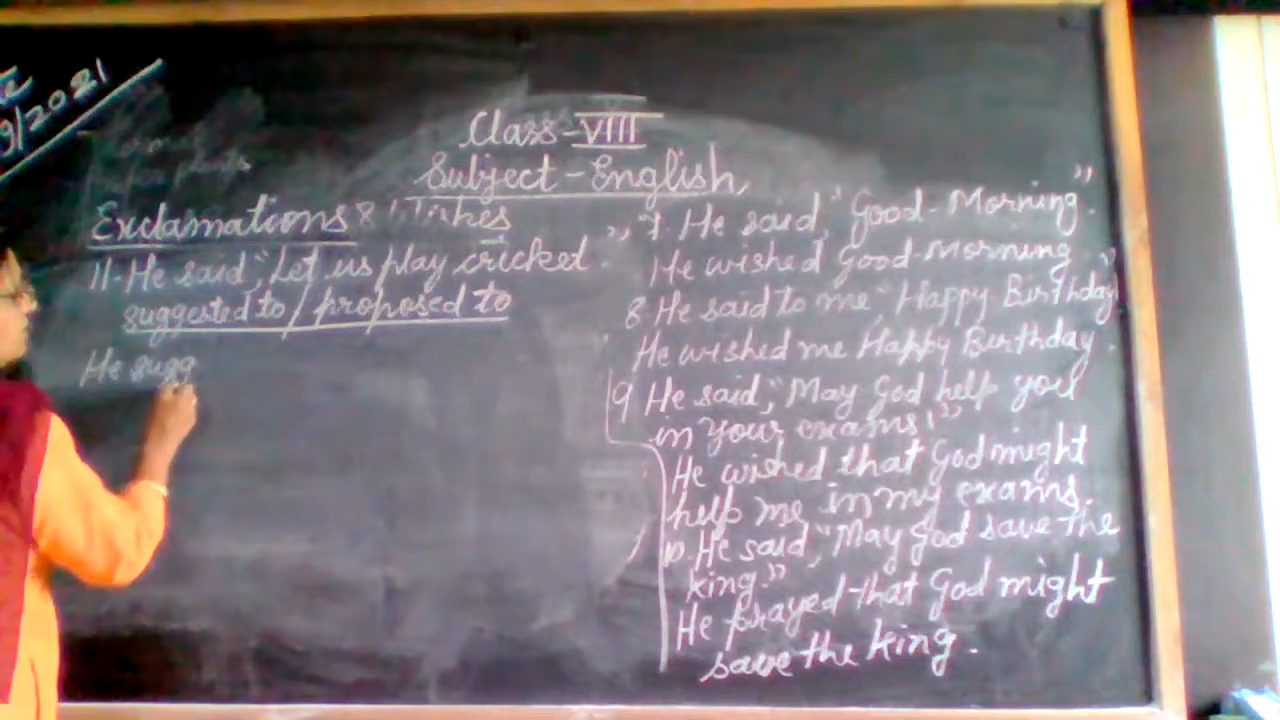 9/2021
Class-VIII
Subject-English
Exclamations & Wishes
11. He said, "Let us play cricket."
suggested to / proposed to
He sugg
7. He said, "Good-Morning."
He wished Good-Morning
8. He said to me "Happy Birthday"
He wished me Happy Birthday.
9 He said, "May God help you
in your exams!"
He wished that God might
help me in my exams.
10. He said, "May God save the
king."
He prayed that God might
save the king.